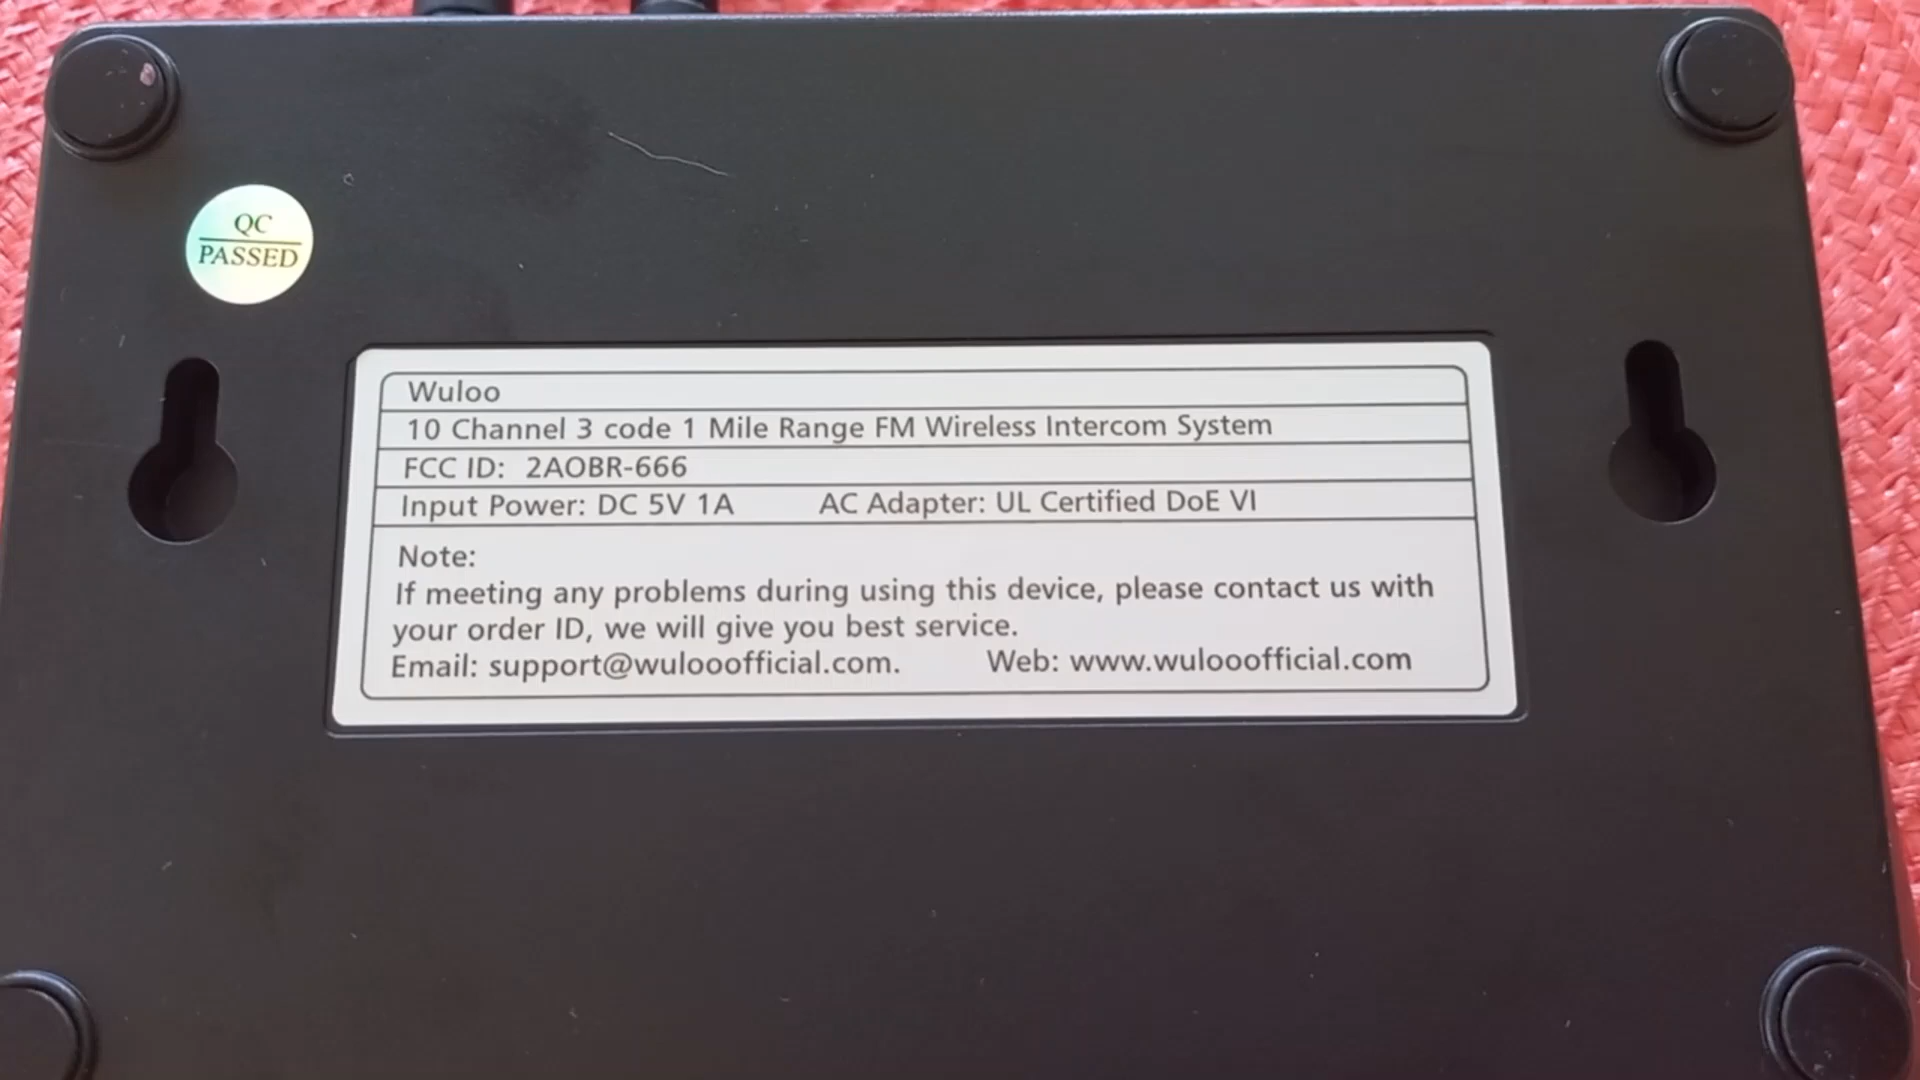 QC
PASSED
Wuloo
10 Channel 3 code 1 Mile Range FM Wireless Intercom System
FCC ID: 2AOBR-666
Input Power: DC 5V 1A AC Adapter: UL Certified DoE VI
Note:
If meeting any problems during using this device, please contact us with
your order ID, we will give you best service.
Email: support@wulooofficial.com. Web: www.wulooofficial.com